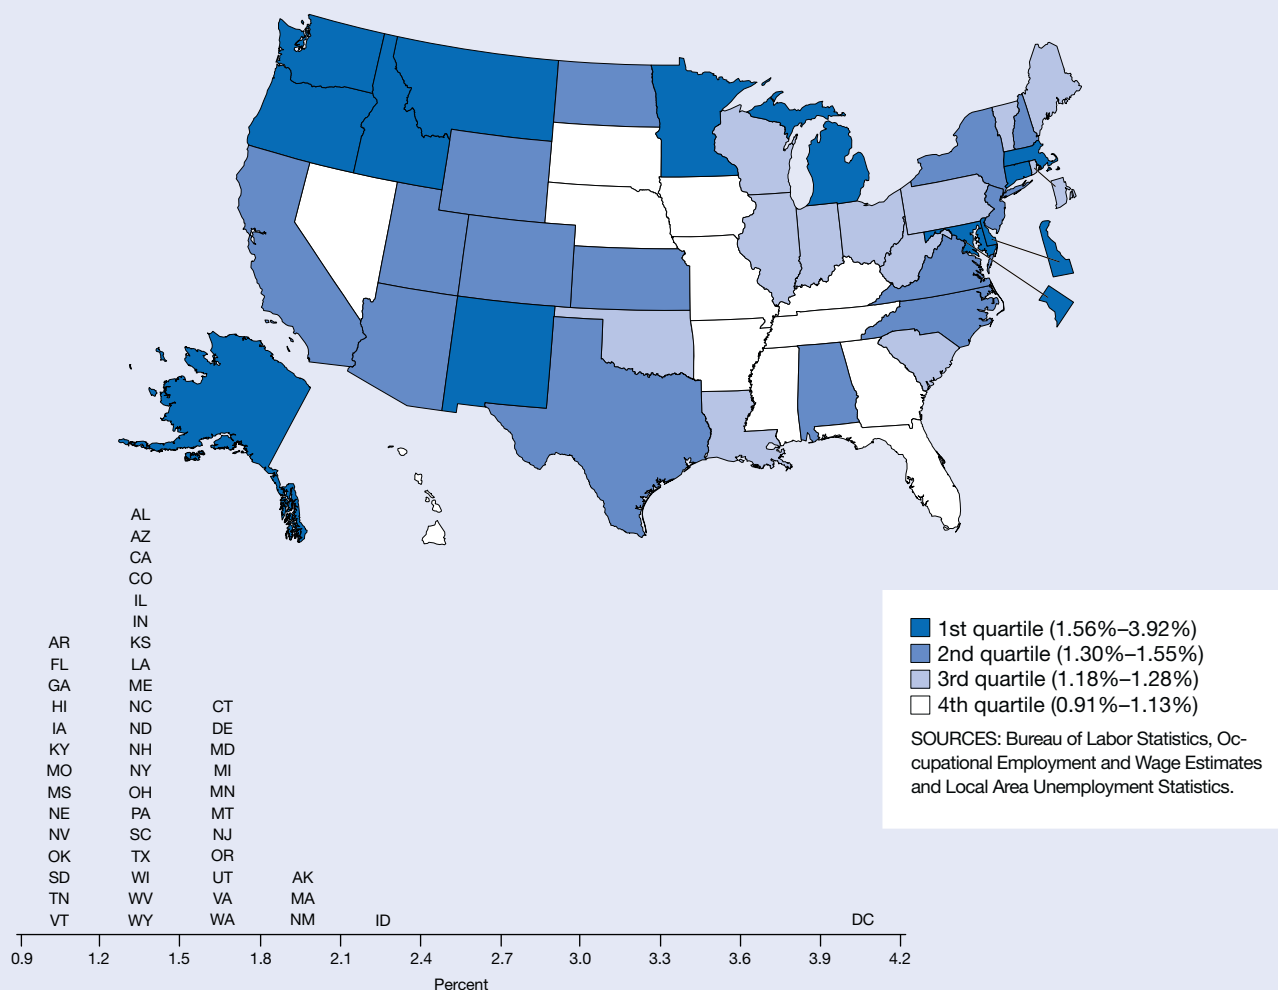 AL
AZ
CA
CO
IL
IN
AR KS
FL LA
GA ME
HI NC CT
IA ND DE
KY NH MD
MO NY MI
MS OH MN
NE PA MT
NV SC NJ
OK TX OR
SD WI UT AK
TN WV VA MA
VT WY WA NM ID DC
0.9 1.2 1.5 1.8 2.1 2.4 2.7 3.0 3.3 3.6 3.9 4.2
Percent
1st quartile (1.56%–3.92%)
2nd quartile (1.30%–1.55%)
3rd quartile (1.18%–1.28%)
4th quartile (0.91%–1.13%)
SOURCES: Bureau of Labor Statistics, Oc-
cupational Employment and Wage Estimates
and Local Area Unemployment Statistics.